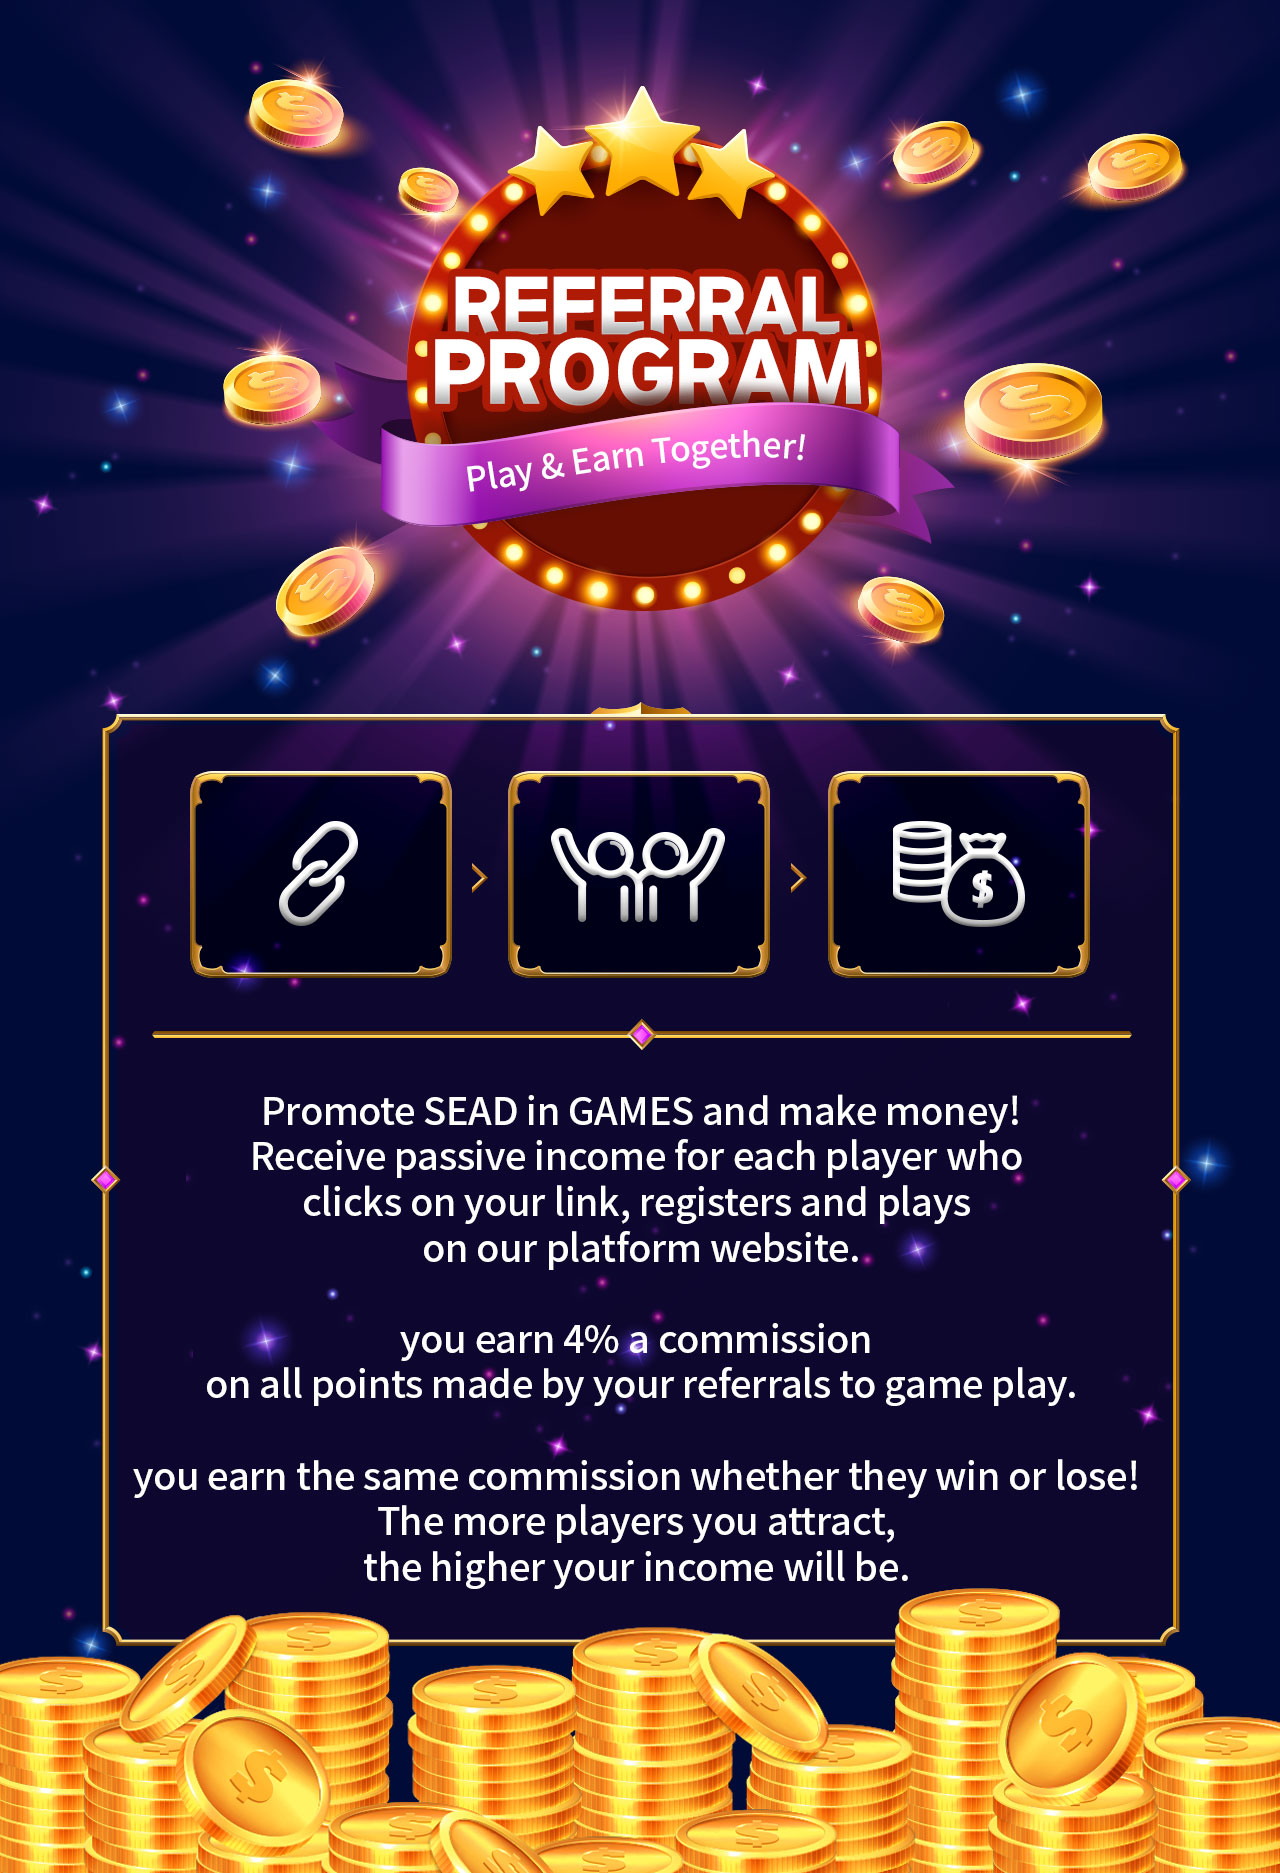 REFERRAL
PROGRAM
Play & Earn Together!
Promote SEAD in GAMES and make money!
Receive passive income for each player who
clicks on your link, registers and plays
on our platform website.
you earn 4% a commission
on all points made by your referrals to game play.
you earn the same commission whether they win or lose!
The more players you attract,
the higher your income will be.